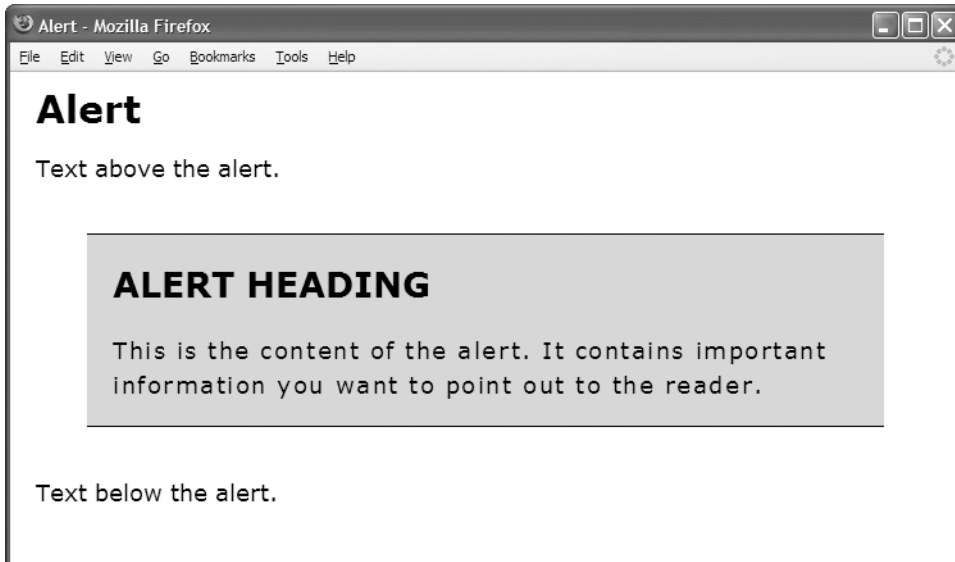 Alert - Mozilla Firefox
File Edit View Go Bookmarks Tools Help
Alert
Text above the alert.
ALERT HEADING
This is the content of the alert. It contains important
information you want to point out to the reader.
Text below the alert.